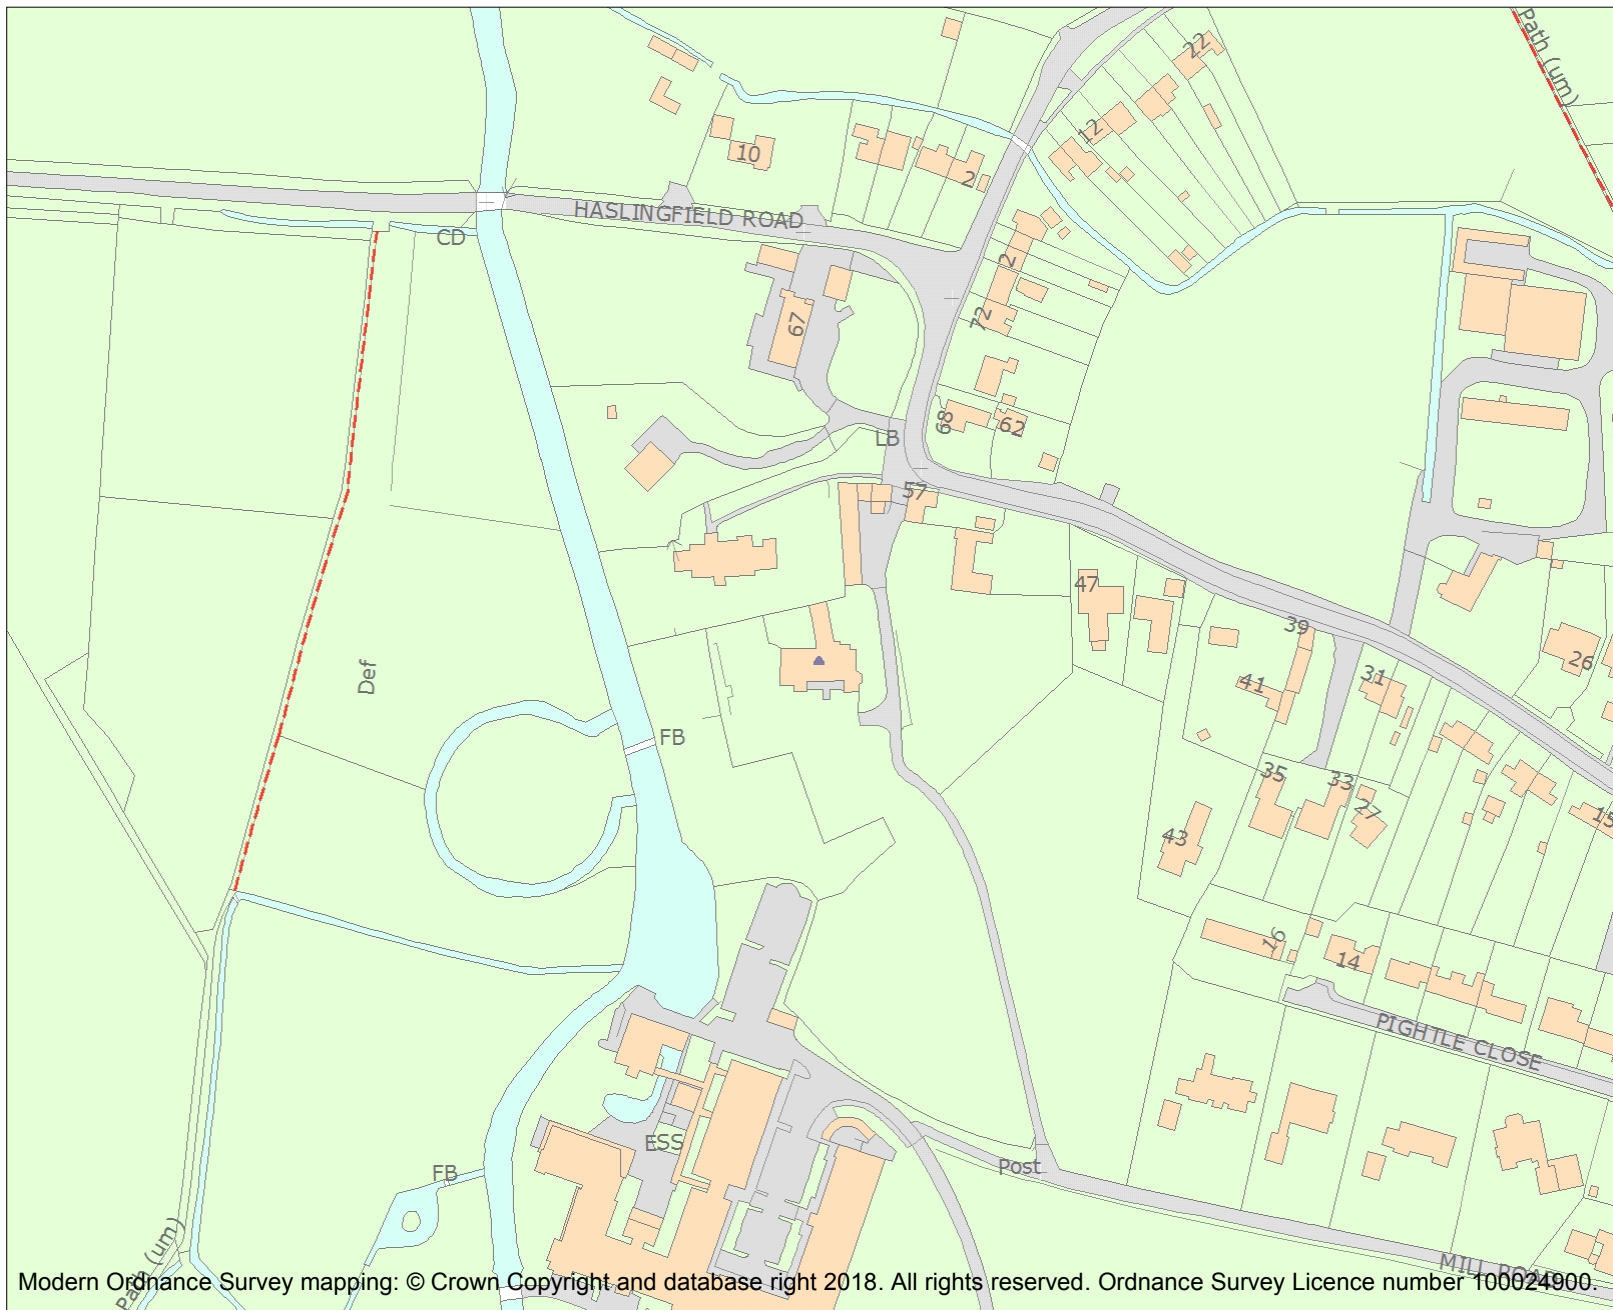 Path (um)
22
12
10
2
HASLINGFIELD ROAD
CD
2
72
67
68
62
LB
57
47
39
41
31
26
Def
FB
35
33
27
15
43
16
14
PIGHTLE CLOSE
ESS
Post
FB
Path (um)
MILL ROAD
Modern Ordnance Survey mapping: © Crown Copyright and database right 2018. All rights reserved. Ordnance Survey Licence number 100024900.